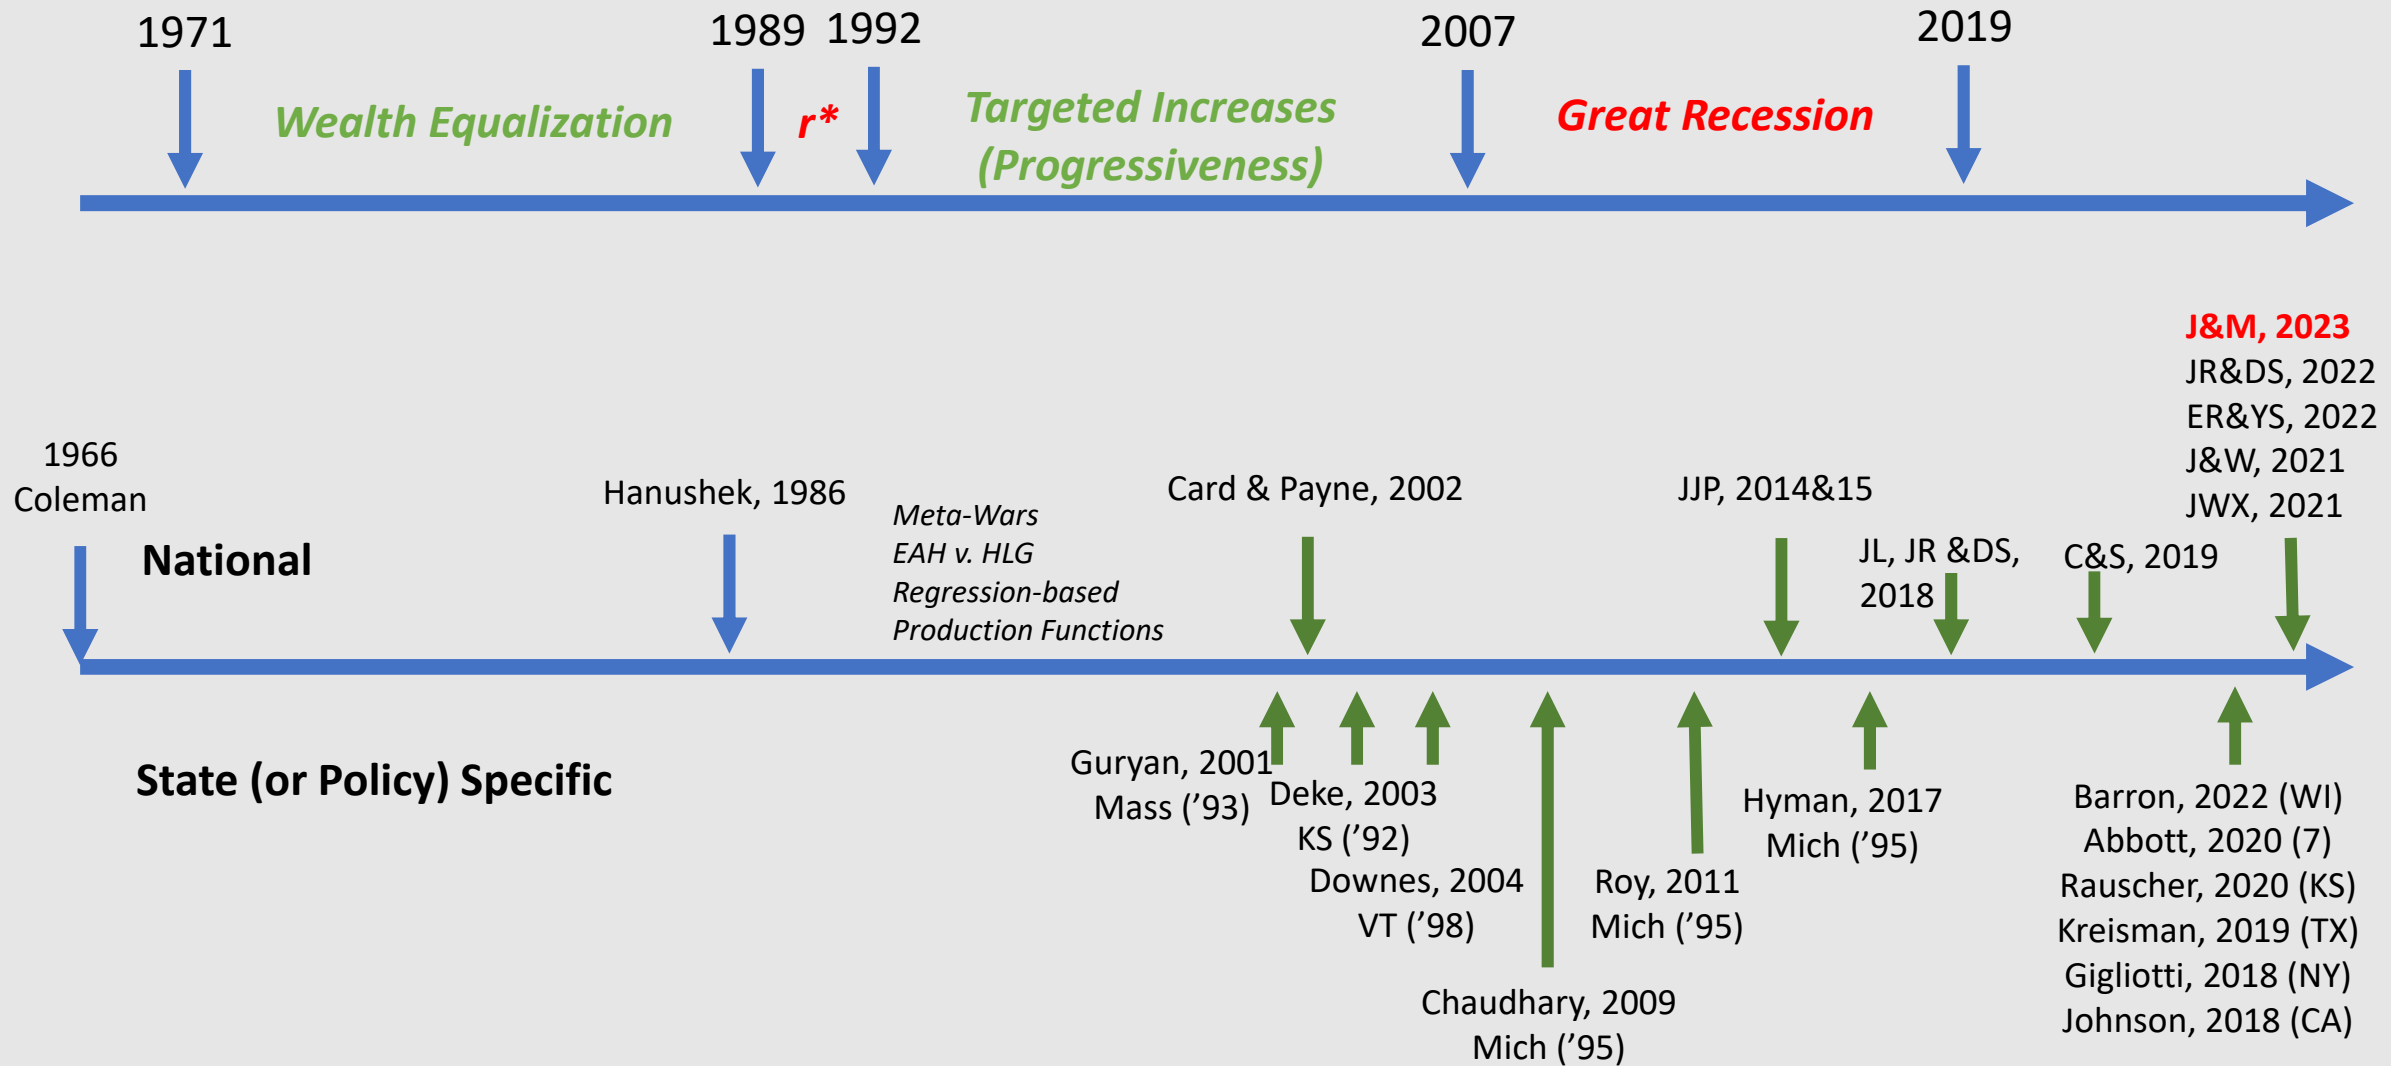 1971
1989
1992
2007
2019
Wealth Equalization
r*
Targeted Increases
(Progressiveness)
Great Recession
J&M, 2023
JR&DS, 2022
ER&YS, 2022
J&W, 2021
JWX, 2021
1966
Coleman
National
Hanushek, 1986
Meta-Wars
EAH v. HLG
Regression-based
Production Functions
Card & Payne, 2002
JJP, 2014&15
JL, JR &DS,
2018
C&S, 2019
State (or Policy) Specific
Guryan, 2001
Mass (’93)
Deke, 2003
KS (’92)
Downes, 2004
VT (’98)
Chaudhary, 2009
Mich (’95)
Roy, 2011
Mich (’95)
Hyman, 2017
Mich (’95)
Barron, 2022 (WI)
Abbott, 2020 (7)
Rauscher, 2020 (KS)
Kreisman, 2019 (TX)
Gigliotti, 2018 (NY)
Johnson, 2018 (CA)